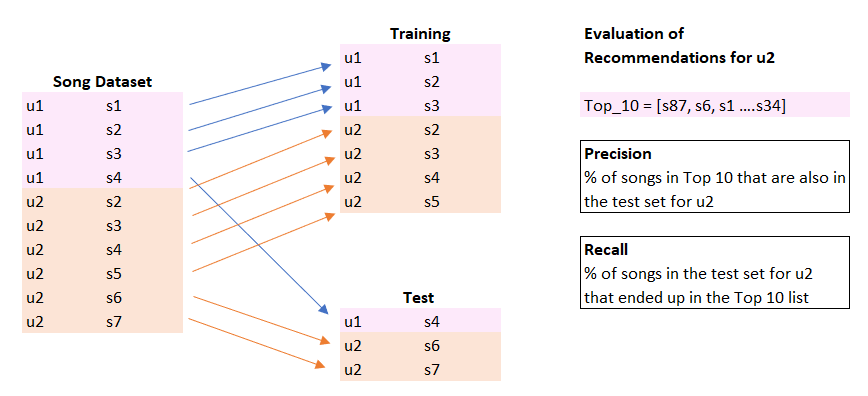 Song Dataset
u1 s1
u1 s2
u1 s3
u1 s4
u2 s2
u2 s3
u2 s4
u2 s5
u2 s6
u2 s7
Training
u1 s1
u1 s2
u1 s3
u2 s2
u2 s3
u2 s4
u2 s5
Test
u1 s4
u2 s6
u2 s7
Evaluation of
Recommendations for u2
Top_10 = [s87, s6, s1 ....s34]
Precision
% of songs in Top 10 that are also in
the test set for u2
Recall
% of songs in the test set for u2
that ended up in the Top 10 list